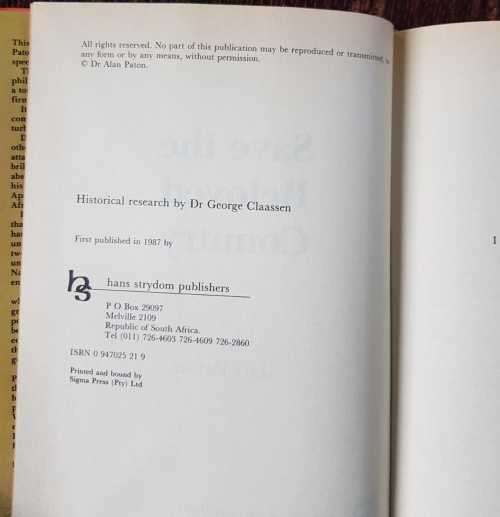 All rights reserved. No part of this publication may be reproduced or transmitted, in
any form or by any means, without permission.
© Dr Alan Paton.
Historical research by Dr George Claassen
First published in 1987 by
hs hans strydom publishers
P O Box 29097
Melville 2109
Republic of South Africa.
Tel (011) 726-4603 726-4609 726-2860
ISBN 0 947025 21 9
Printed and bound by
Sigma Press (Pty) Ltd